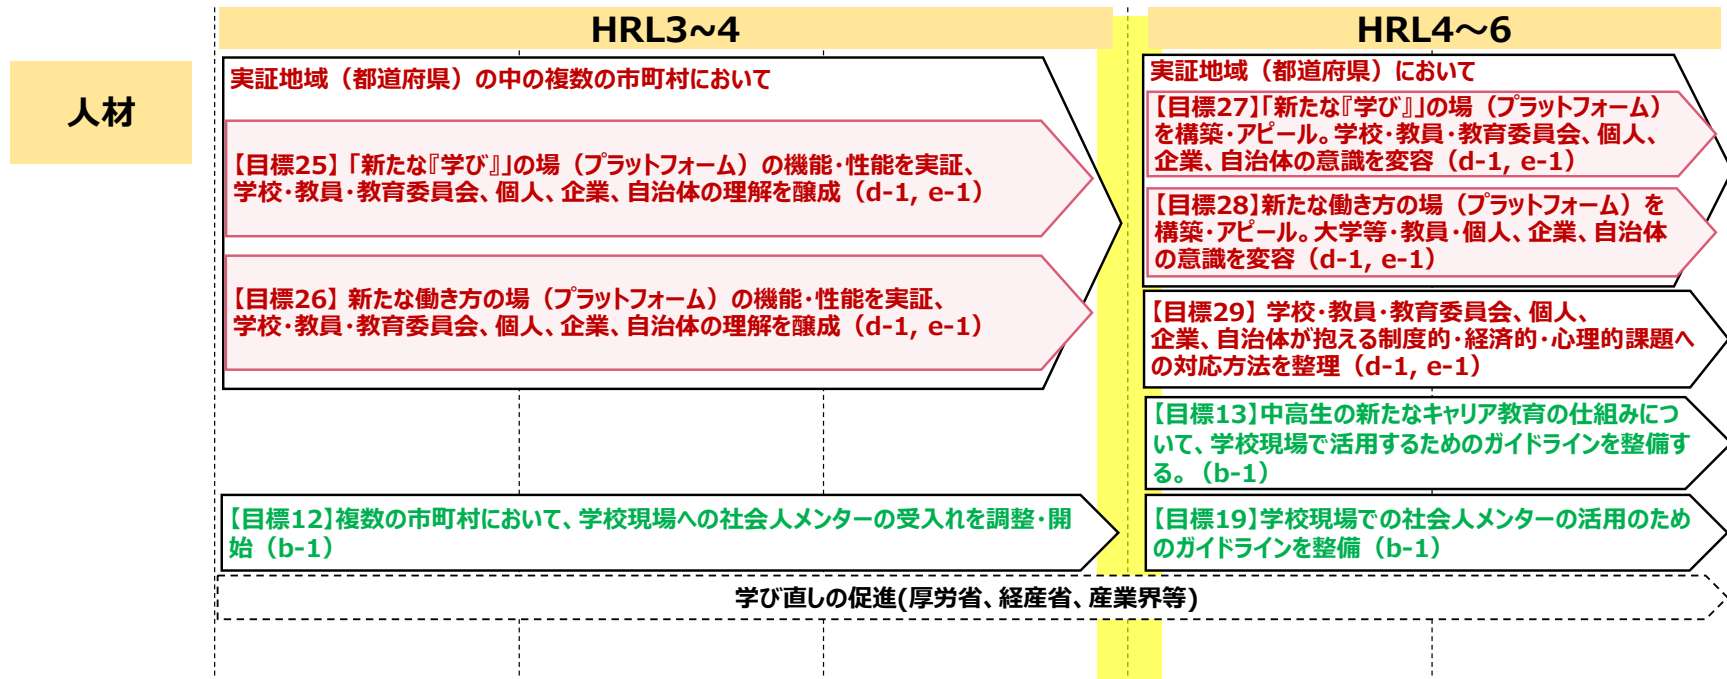 HRL3~4
HRL4～6
人材
実証地域（都道府県）の中の複数の市町村において
【目標25】「新たな『学び』」の場（プラットフォーム）の機能・性能を実証、
学校・教員・教育委員会、個人、企業、自治体の理解を醸成（d-1, e-1）
【目標26】 新たな働き方の場（プラットフォーム）の機能・性能を実証、
学校・教員・教育委員会、個人、企業、自治体の理解を醸成（d-1, e-1）
【目標12】複数の市町村において、学校現場への社会人メンターの受入れを調整・開
始（b-1）
実証地域（都道府県）において
【目標27】「新たな『学び』」の場（プラットフォーム）
を構築・アピール。学校・教員・教育委員会、個人、
企業、自治体の意識を変容（d-1, e-1）
【目標28】新たな働き方の場（プラットフォーム）を
構築・アピール。大学等・教員・個人、企業、自治体
の意識を変容（d-1, e-1）
【目標29】 学校・教員・教育委員会、個人、
企業、自治体が抱える制度的・経済的・心理的課題へ
の対応方法を整理（d-1, e-1）
【目標13】中高生の新たなキャリア教育の仕組みにつ
いて、学校現場で活用するためのガイドラインを整備す
る。（b-1）
【目標19】学校現場での社会人メンターの活用のため
のガイドラインを整備（b-1）
学び直しの促進(厚労省、経産省、産業界等)